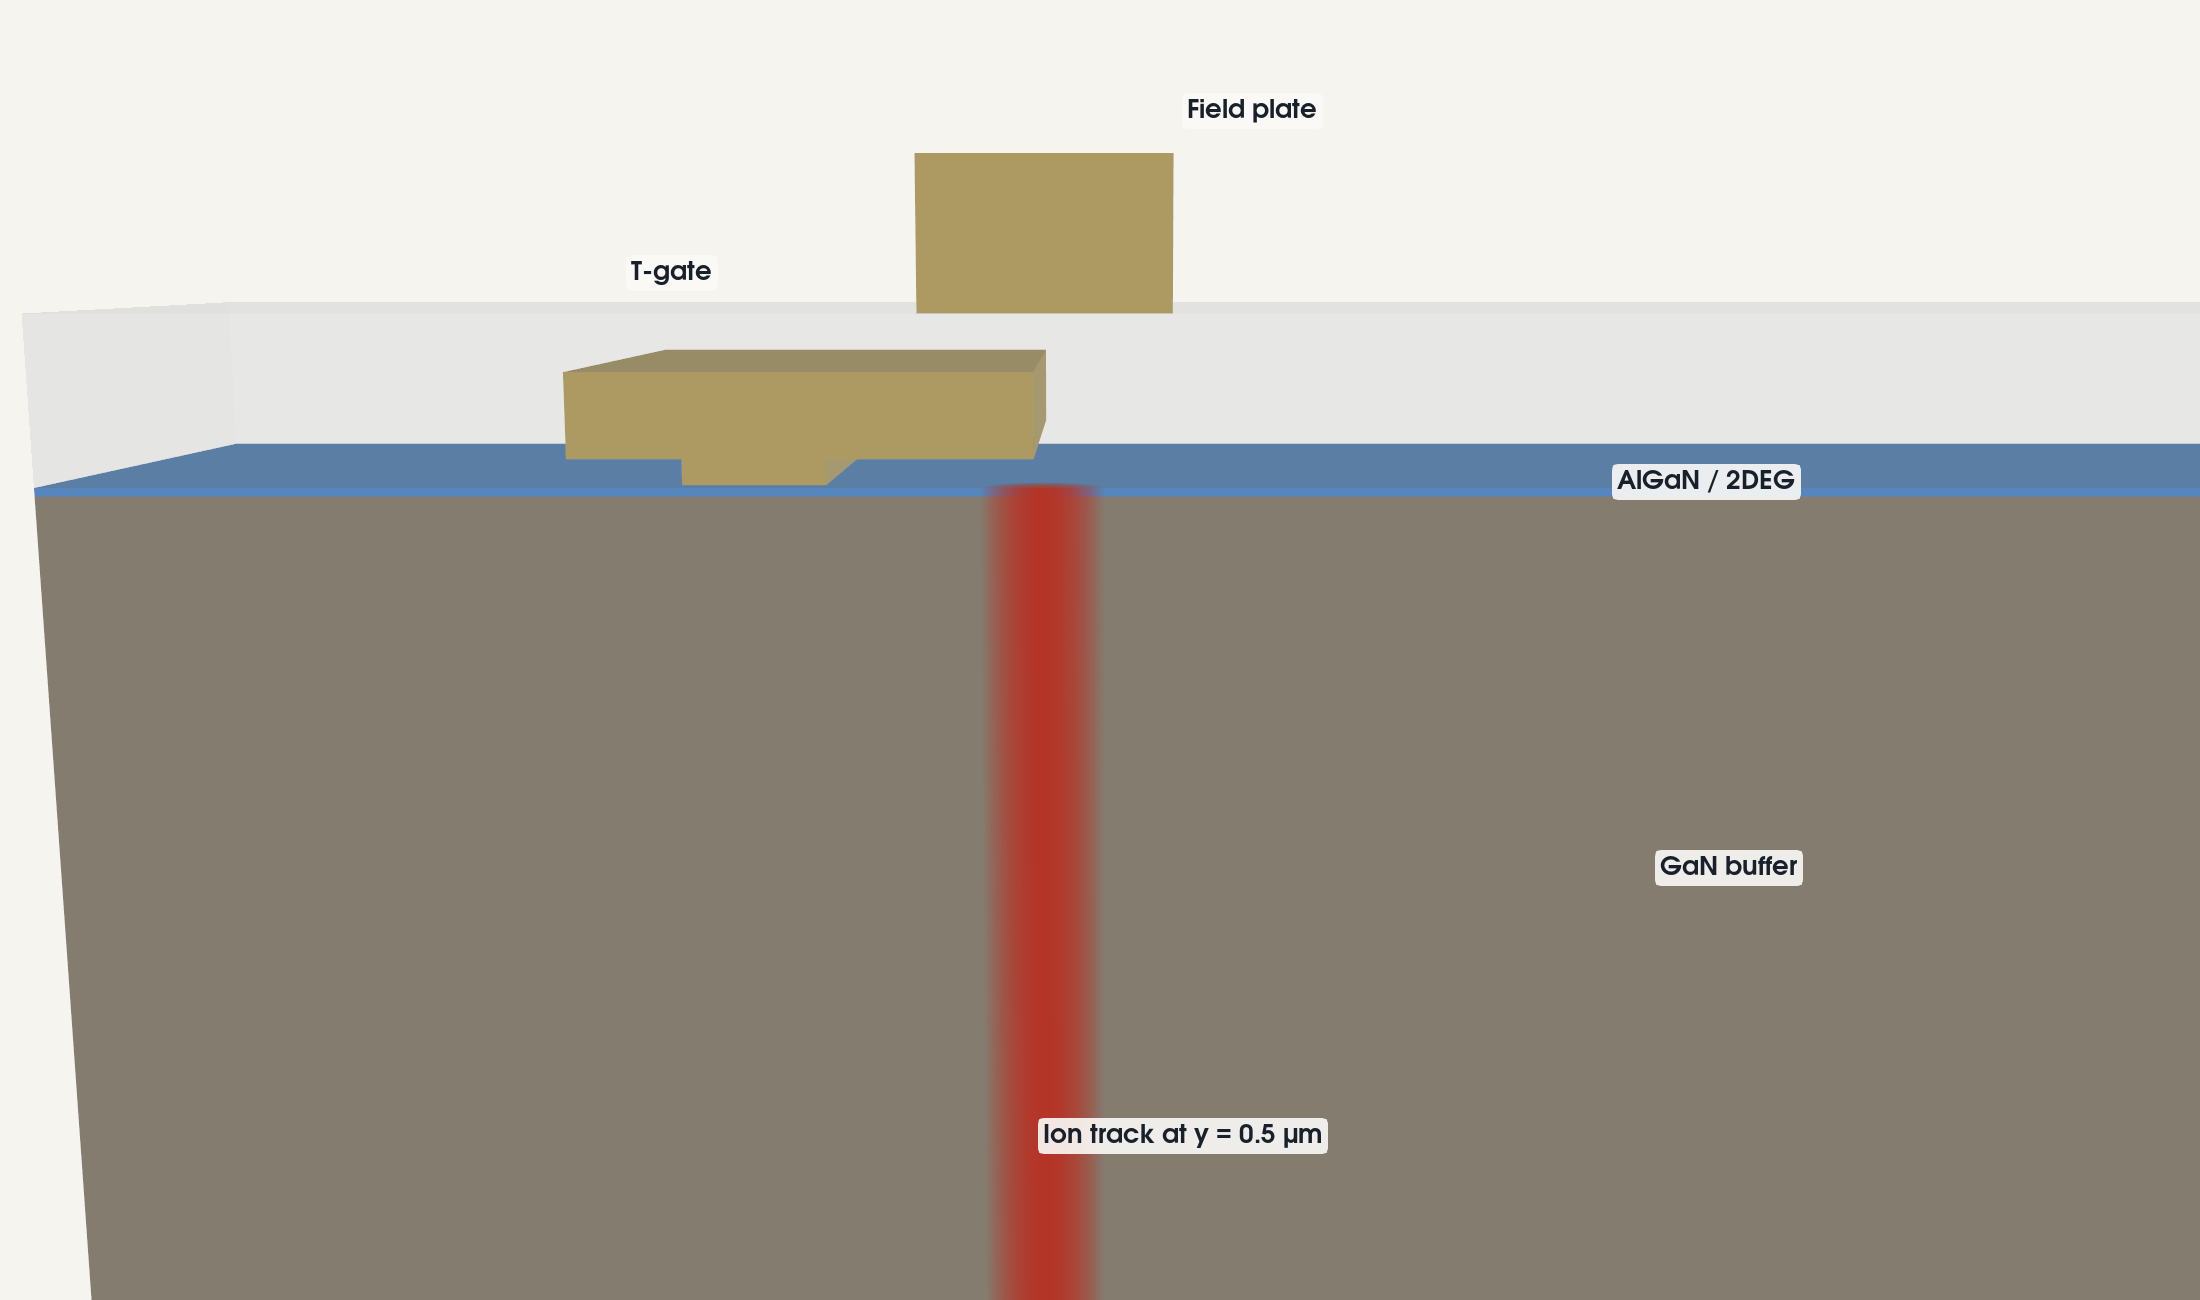 Field plate
T-gate
AlGaN / 2DEG
GaN buffer
Ion track at y = 0.5 µm